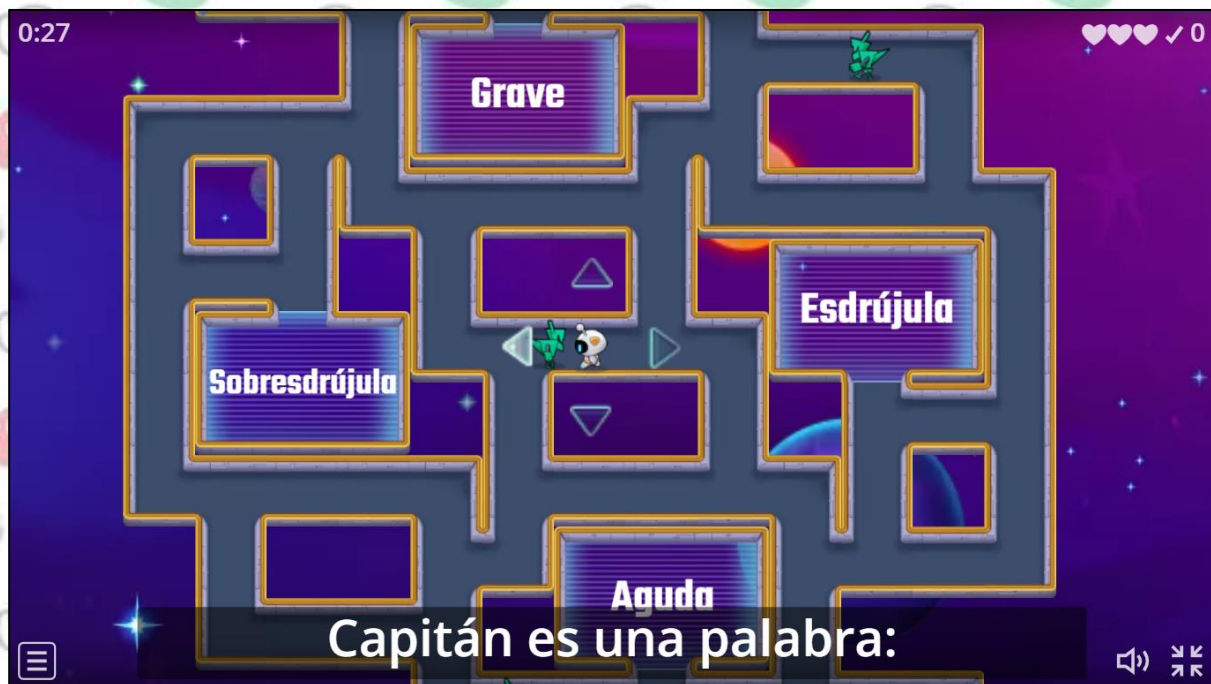 0:27
✓ 0
Grave
Esdrújula
Sobresdrújula
Aguda
Capitán es una palabra: